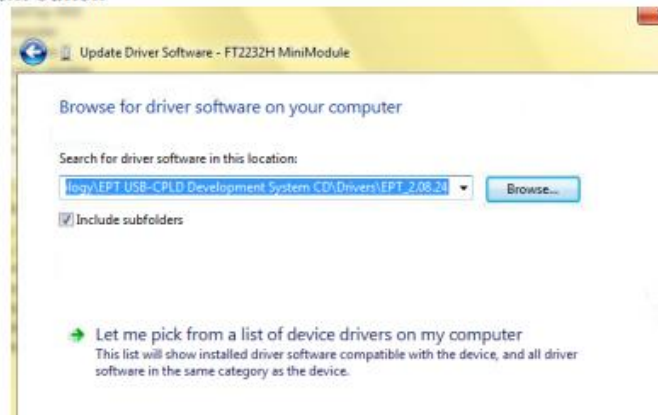 Update Driver Software - FT2232H MiniModule
Browse for driver software on your computer
Search for driver software in this location:
logy\EPT USB-CPLD Development System CD\Drivers\EPT_2.08.24
Browse...
Include subfolders
Let me pick from a list of device drivers on my computer
This list will show installed driver software compatible with the device, and all driver
software in the same category as the device.